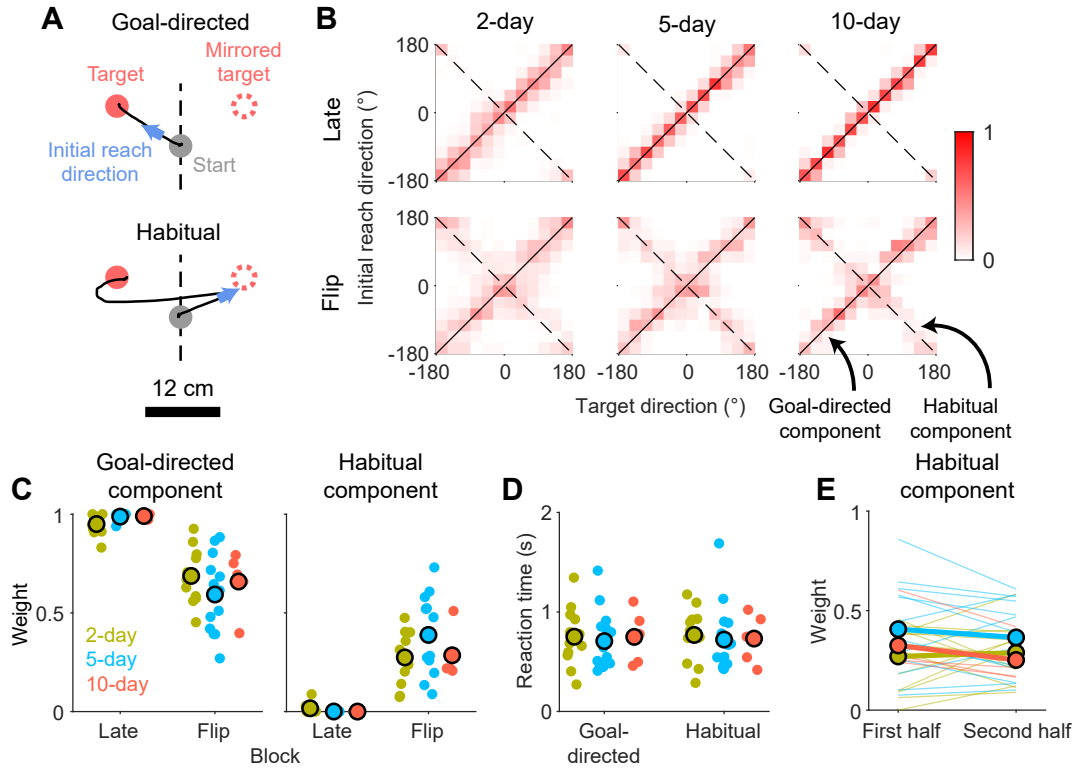 A
Goal-directed
Target
Mirrored
target
Initial reach
direction
Start
Habitual
12 cm
B
2-day
5-day
10-day
Late
Flip
Initial reach direction (°)
180
0
-180
180
0
-180
-180
0
180
-180
0
180
-180
0
180
Target direction (°)
1
0
Goal-directed
component
Habitual
component
C
Goal-directed
component
Habitual
component
Weight
1
0.5
0
2-day
5-day
10-day
Late
Flip
Late
Flip
Block
D
Reaction time (s)
2
1
0
Goal-
directed
Habitual
E
Habitual
component
Weight
1
0.5
0
First half
Second half